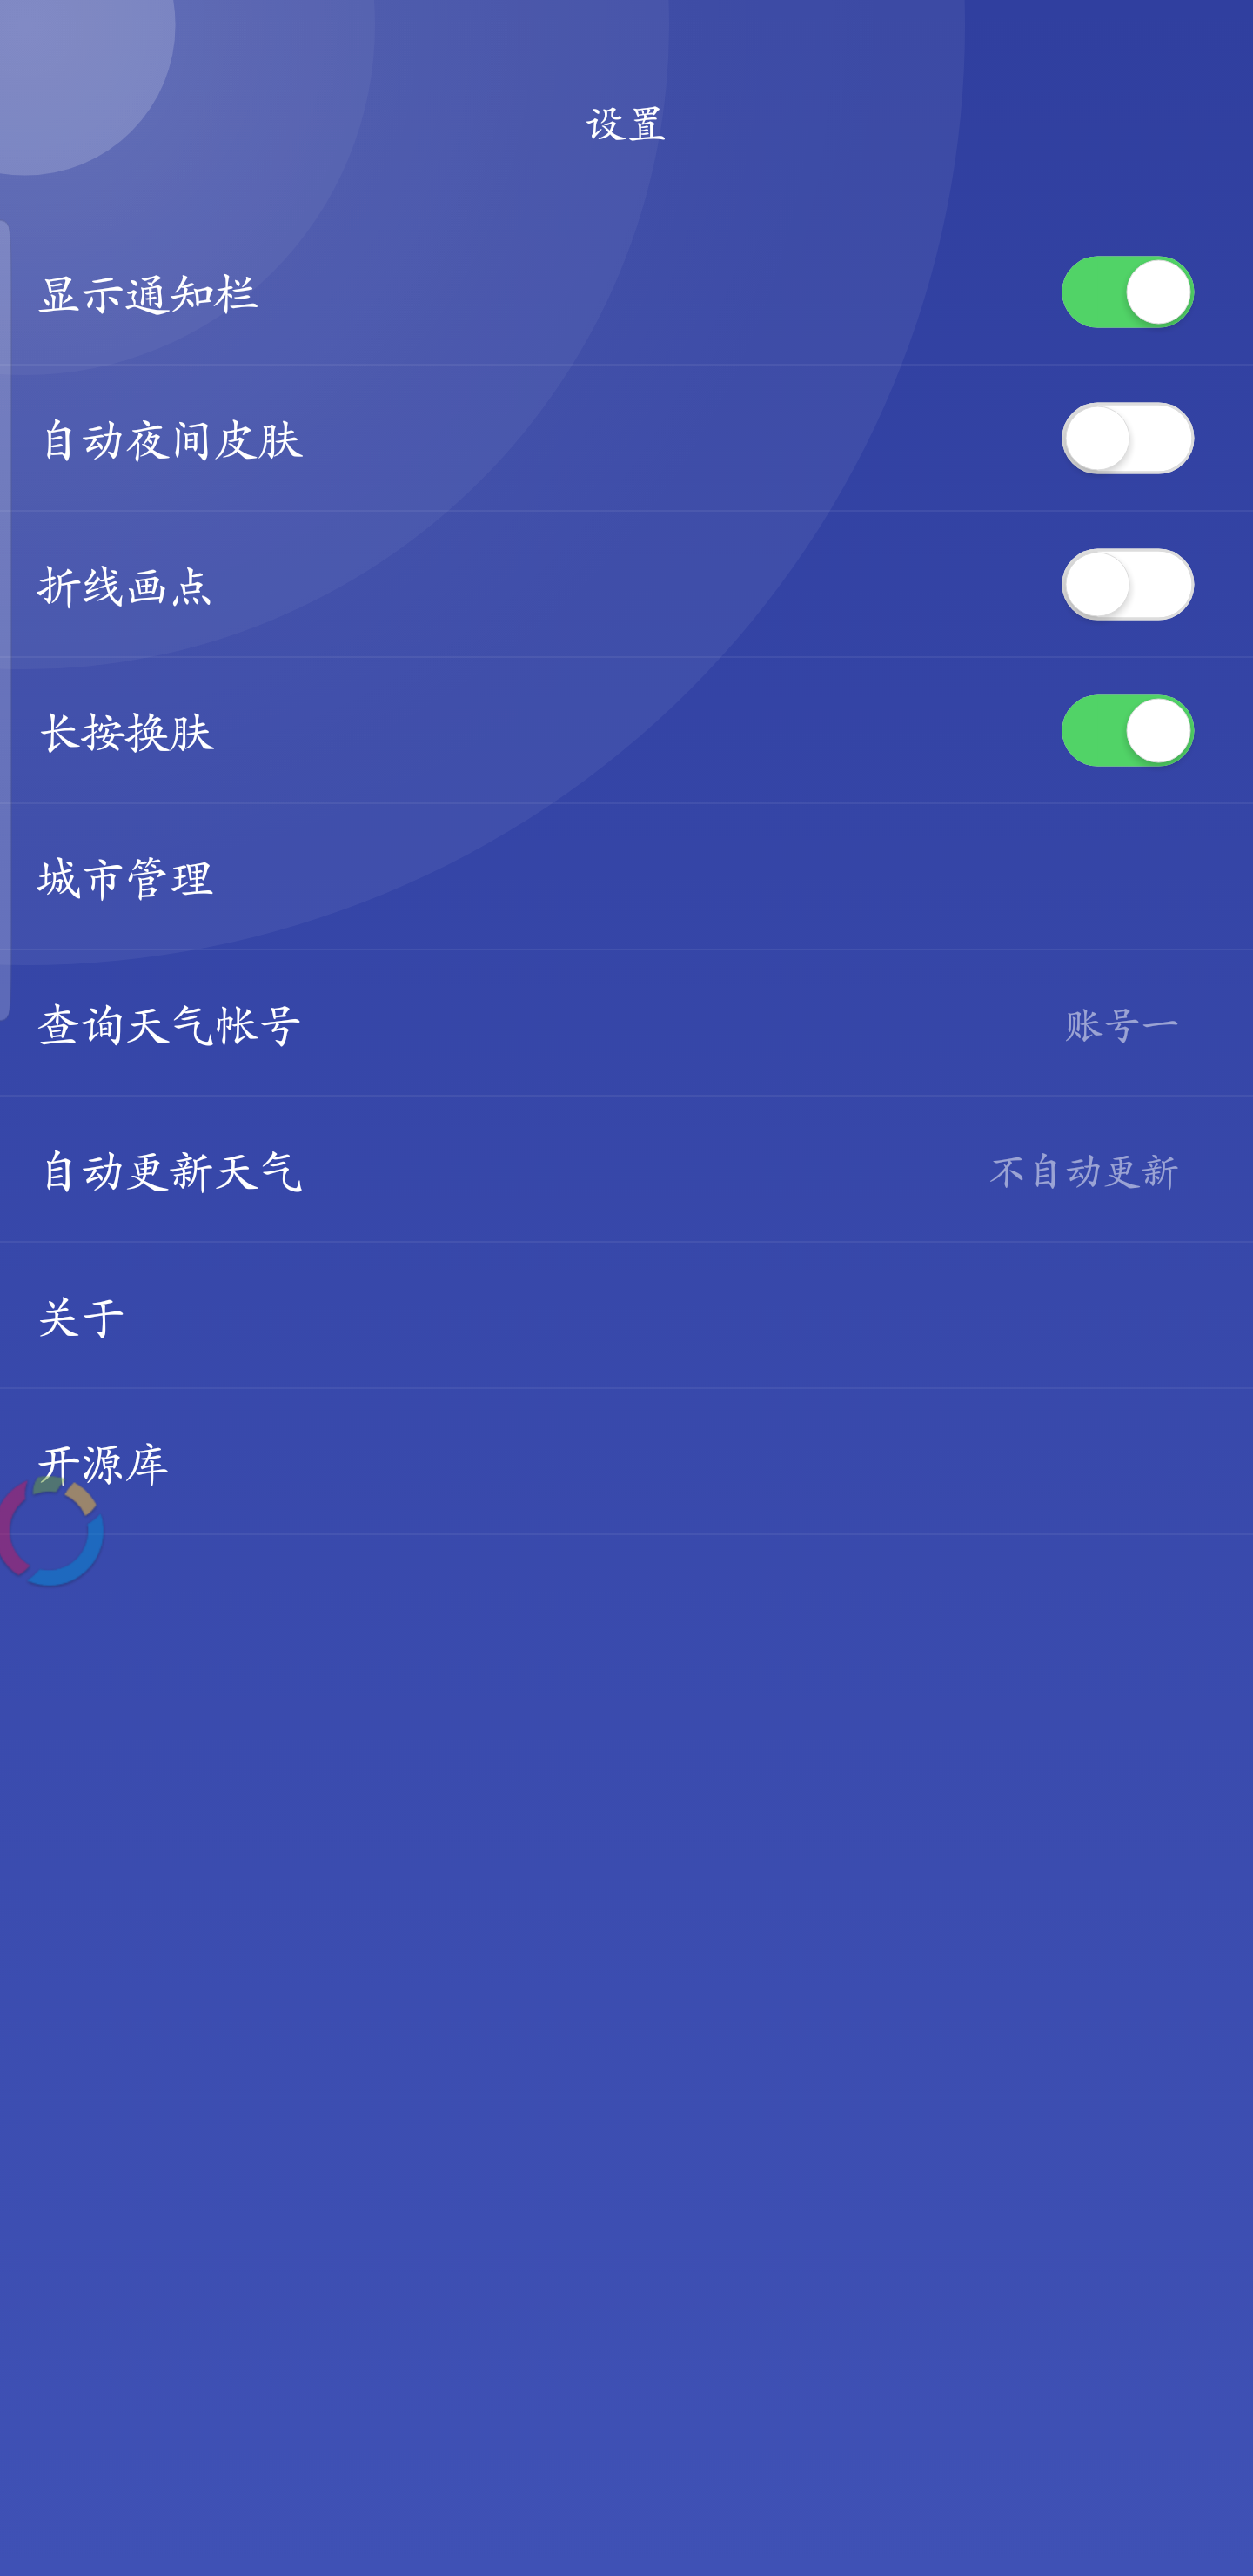 设置
显示通知栏
自动夜间皮肤
折线画点
长按换肤
城市管理
查询天气帐号 账号一
自动更新天气 不自动更新
关于
开源库